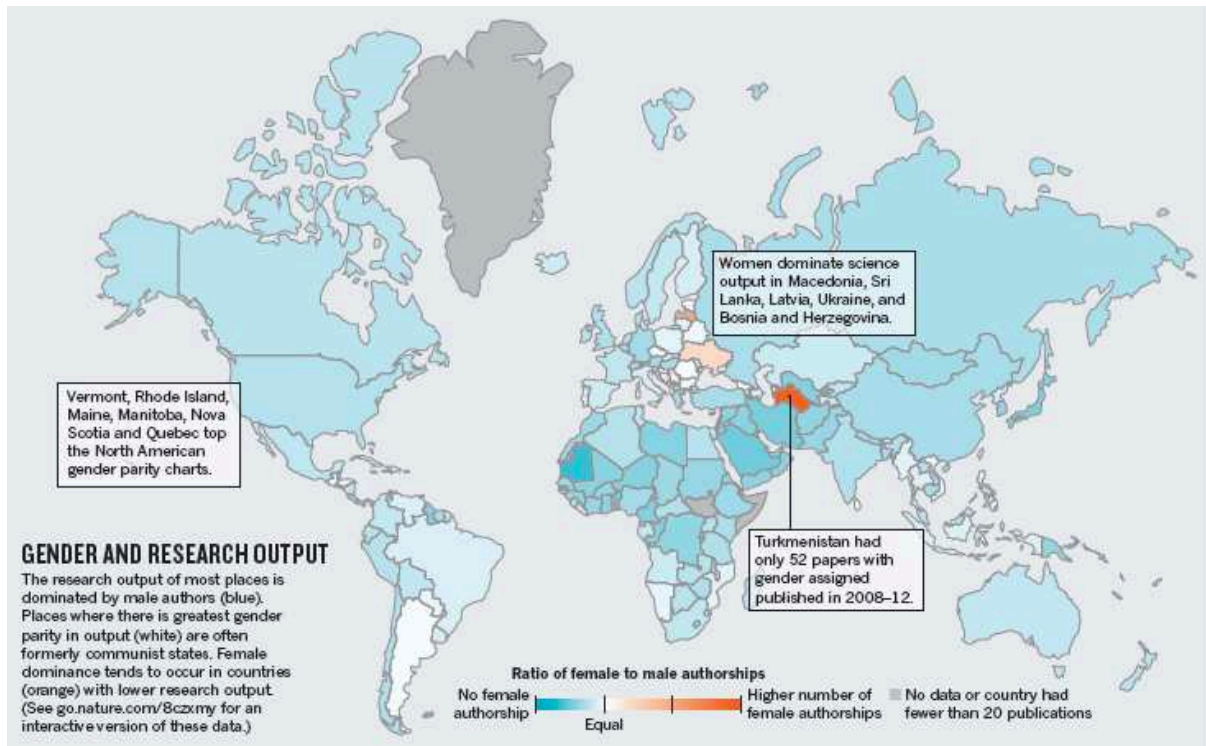 Women dominate science
output in Macedonia, Sri
Lanka, Latvia, Ukraine, and
Bosnia and Herzegovina.
Vermont, Rhode Island,
Maine, Manitoba, Nova
Scotia and Quebec top
the North American
gender parity charts.
Turkmenistan had
only 52 papers with
gender assigned
published in 2008–12.
GENDER AND RESEARCH OUTPUT
The research output of most places is
dominated by male authors (blue).
Places where there is greatest gender
parity in output (white) are often
formerly communist states. Female
dominance tends to occur in countries
(orange) with lower research output.
(See go.nature.com/8czxmy for an
interactive version of these data.)
Ratio of female to male authorships
No female
authorship
Equal
Higher number of
female authorships
No data or country had
fewer than 20 publications